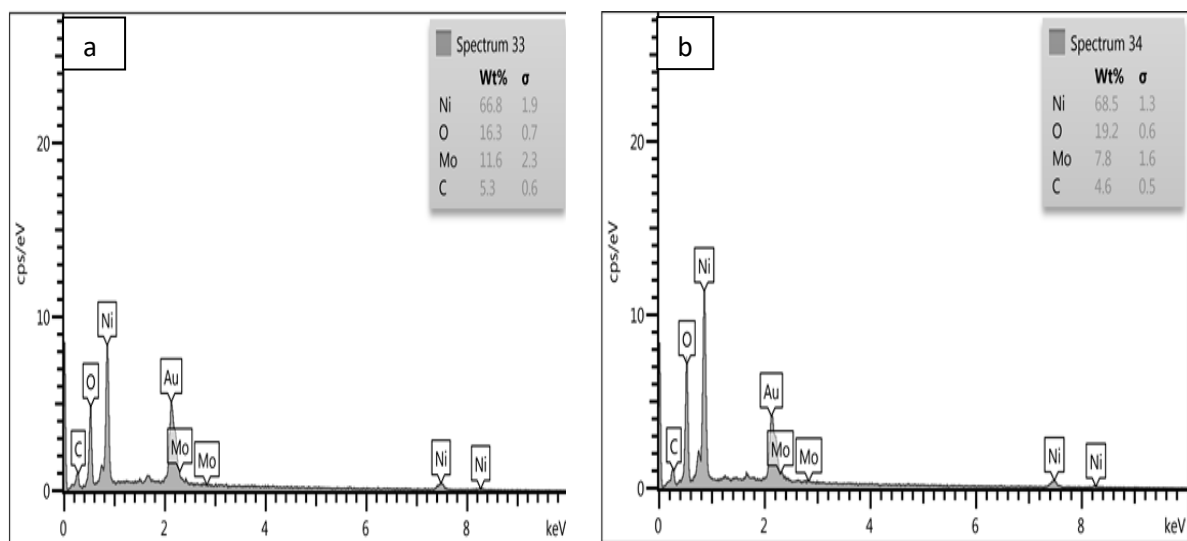 a
Spectrum 33
Wt% σ
Ni 66.8 1.9
O 16.3 0.7
Mo 11.6 2.3
C 5.3 0.6
20
cps/eV
10
Ni
O
Au
C
Mo
Mo
Ni
Ni
0
0 2 4 6 8 keV
b
Spectrum 34
Wt% σ
Ni 68.5 1.3
O 19.2 0.6
Mo 7.8 1.6
C 4.6 0.5
20
cps/eV
10
Ni
O
Au
C
Mo
Mo
Ni
Ni
0
0 2 4 6 8 keV